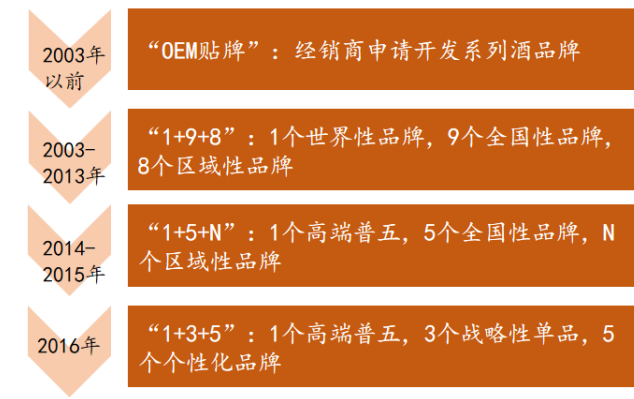 2003年
以前
“OEM贴牌”：经销商申请开发系列酒品牌
2003-
2013年
“1+9+8”：1个世界性品牌，9个全国性品牌，
8个区域性品牌
2014-
2015年
“1+5+N”：1个高端普五，5个全国性品牌，N
个区域性品牌
2016年
“1+3+5”：1个高端普五，3个战略性单品，5
个个性化品牌